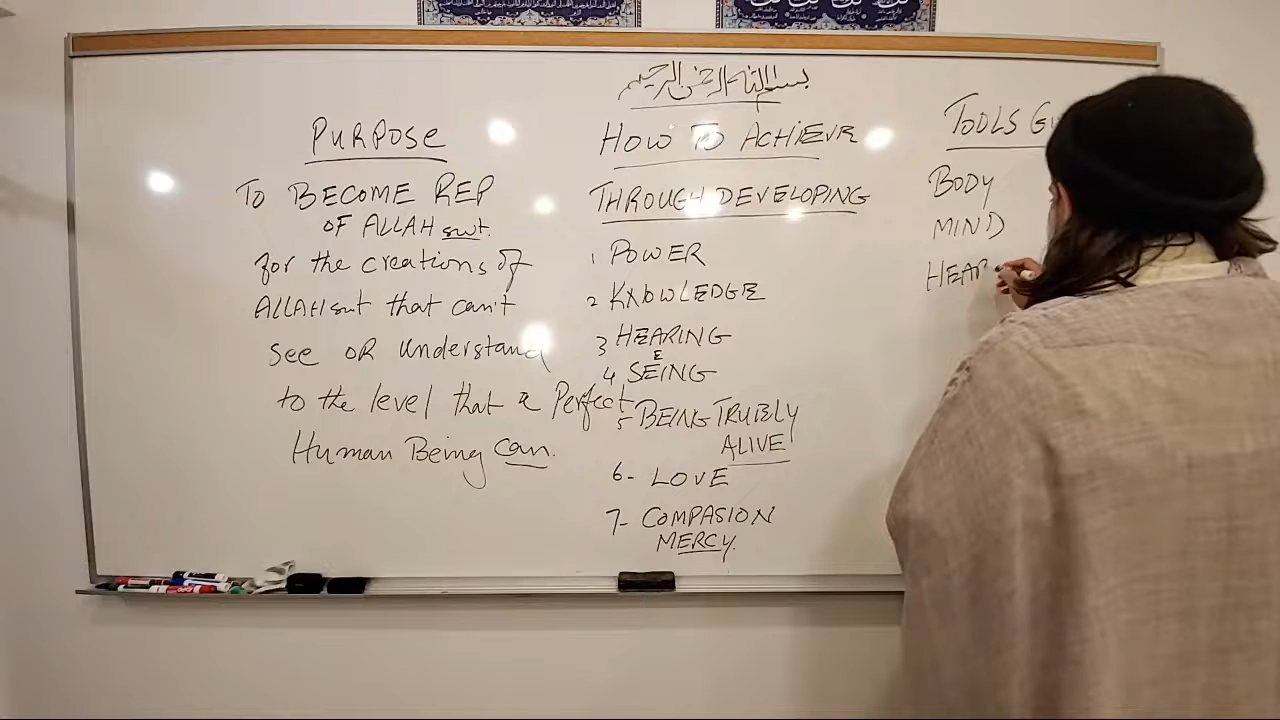 بسم الله الرحمن الرحيم
PURPOSE
TO BECOME REP
OF ALLAH swt.
for the creations of
ALLAH swt that can't
see OR understand
to the level that a Perfect
Human Being can.
HOW TO ACHIEVE
THROUGH DEVELOPING
1 POWER
2 KNOWLEDGE
3 HEARING
&
4 SEING
5- BEING TRUELY
ALIVE
6- LOVE
7- COMPASION
MERCY.
TOOLS
BODY
MIND
HEAR